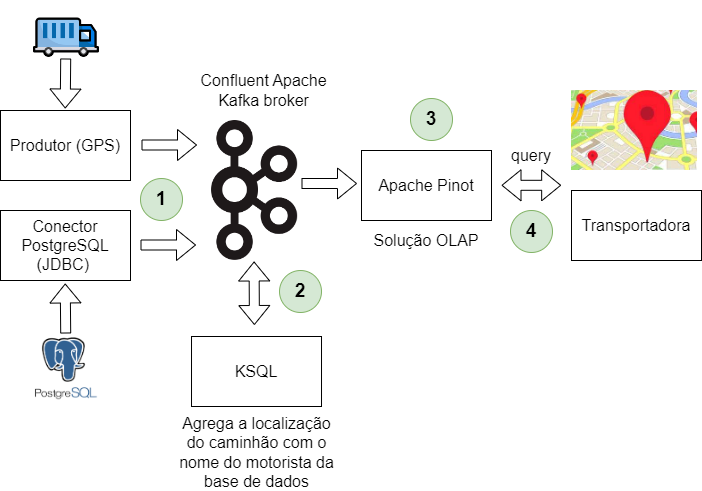 Confluent Apache
Kafka broker
Produtor (GPS)
1
Conector
PostgreSQL
(JDBC)
PostgreSQL
2
KSQL
Agrega a localização
do caminhão com o
nome do motorista da
base de dados
3
Apache Pinot
Solução OLAP
query
4
Transportadora